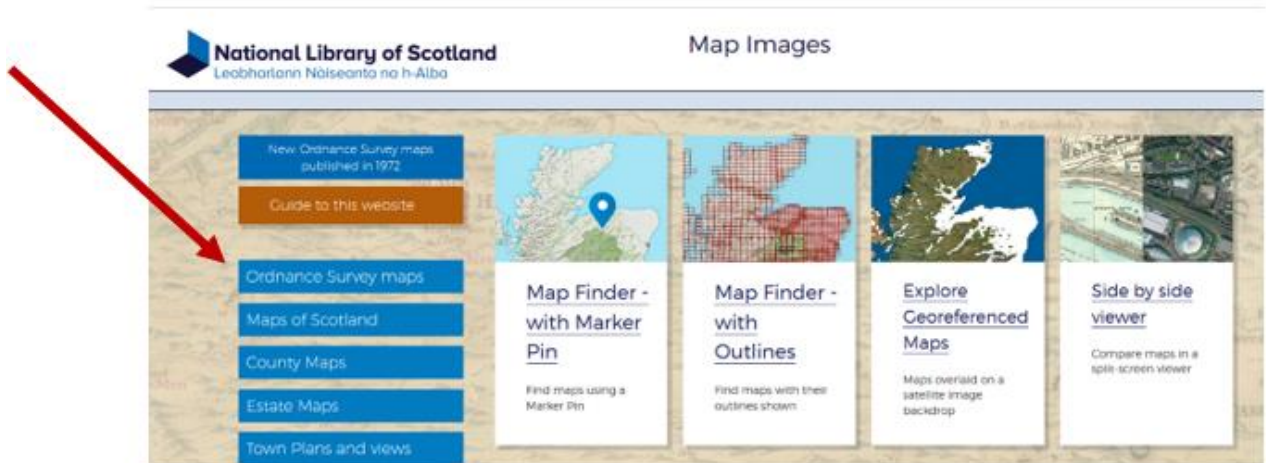 National Library of Scotland
Leabharlann Nàiseanta na h-Alba
Map Images
New: Ordnance Survey maps
published in 1972
Guide to this website
Ordnance Survey maps
Maps of Scotland
County Maps
Estate Maps
Town Plans and views
Map Finder -
with Marker
Pin
Find maps using a
Marker Pin
Map Finder -
with
Outlines
Find maps with their
outlines shown
Explore
Georeferenced
Maps
Maps overlaid on a
satellite image
backdrop
Side by side
viewer
Compare maps in a
split-screen viewer